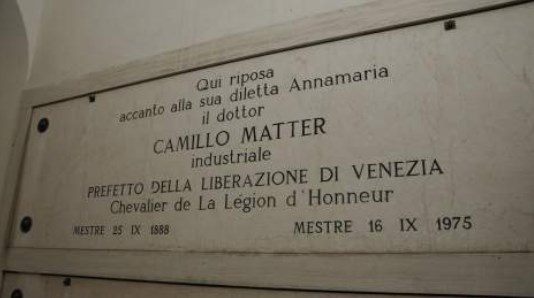 Qui riposa
accanto alla sua diletta Annamaria
il dottor
CAMILLO MATTER
industriale
PREFETTO DELLA LIBERAZIONE DI VENEZIA
Chevalier de La Légion d'Honneur
MESTRE 25 IX 1888 MESTRE 16 IX 1975